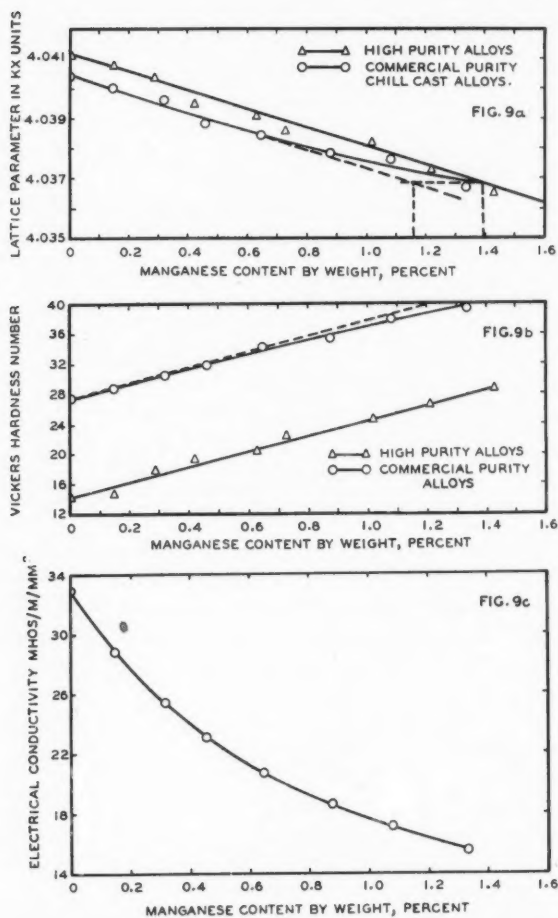 LATTICE PARAMETER IN KX UNITS
4.041
4.039
4.037
4.035
HIGH PURITY ALLOYS
COMMERCIAL PURITY
CHILL CAST ALLOYS.
FIG. 9a
0 0.2 0.4 0.6 0.8 1.0 1.2 1.4 1.6
MANGANESE CONTENT BY WEIGHT, PERCENT
VICKERS HARDNESS NUMBER
40
36
32
28
24
20
16
12
FIG.9b
HIGH PURITY ALLOYS
COMMERCIAL PURITY
ALLOYS
0 0.2 0.4 0.6 0.8 1.0 1.2 1.4 1.6
MANGANESE CONTENT BY WEIGHT, PERCENT
ELECTRICAL CONDUCTIVITY MHOS/M/MM²
34
30
26
22
18
14
FIG. 9c
0 0.2 0.4 0.6 0.8 1.0 1.2 1.4 1.6
MANGANESE CONTENT BY WEIGHT, PERCENT